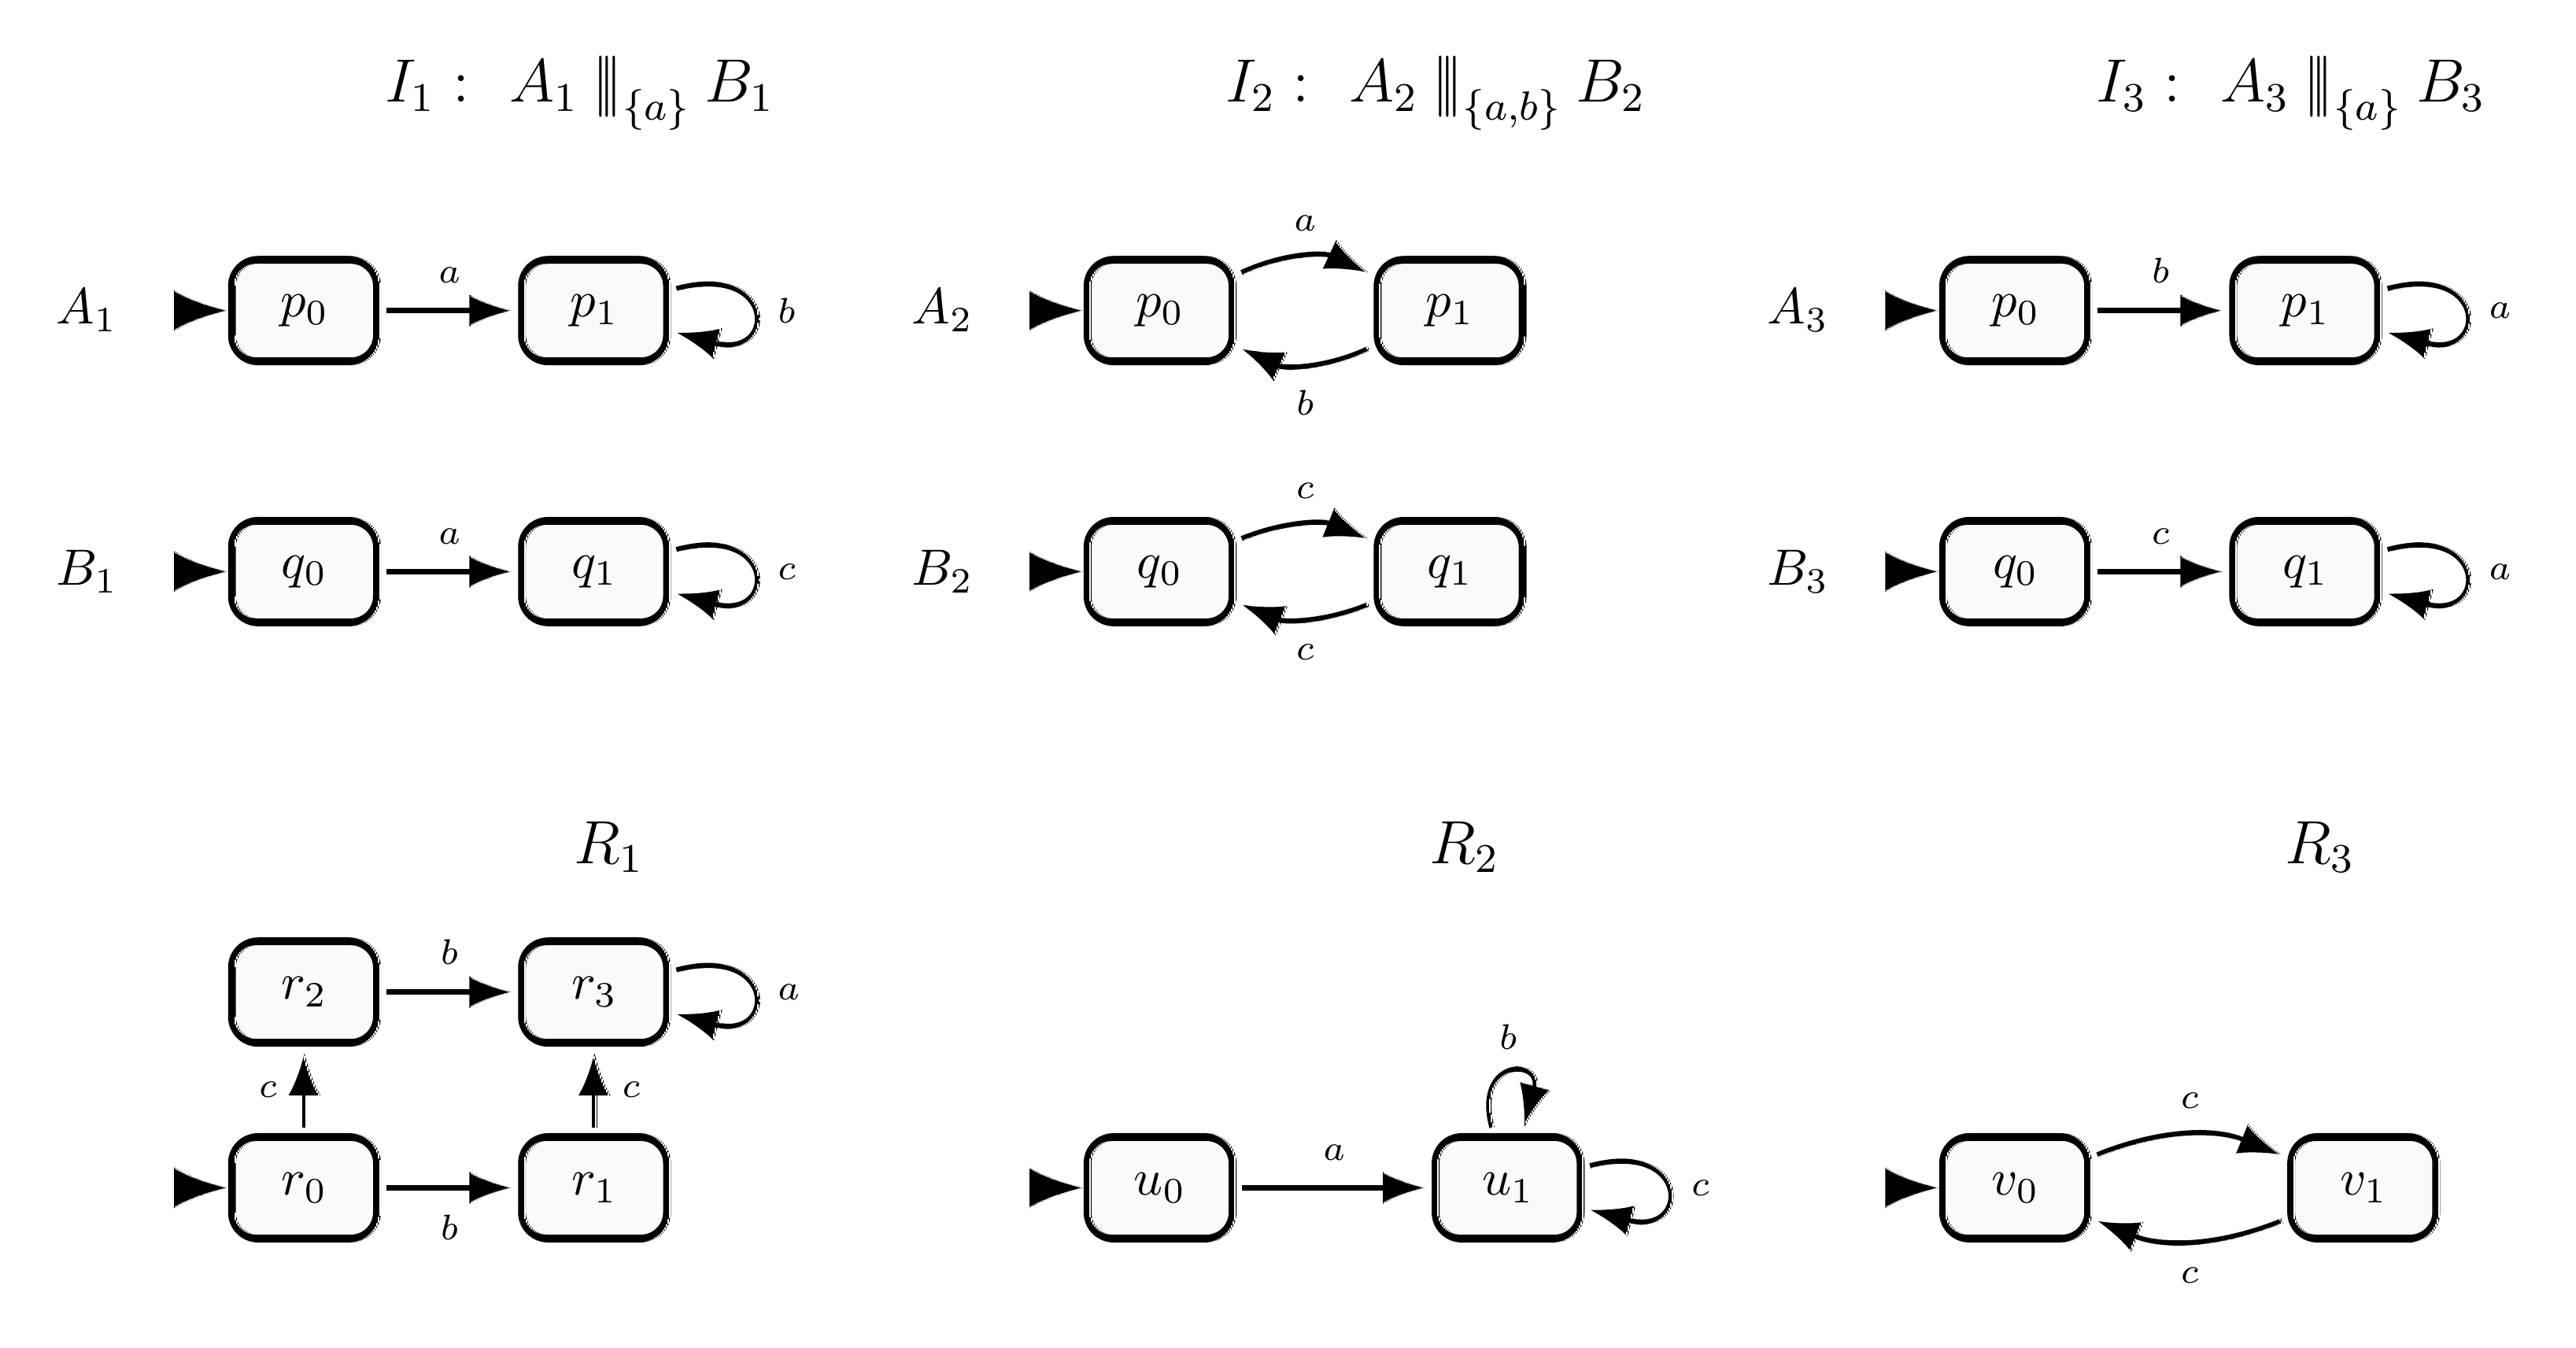 I₁ : A₁ |||_{a} B₁ I₂ : A₂ |||_{a,b} B₂ I₃ : A₃ |||_{a} B₃
a b
A₁ p₀ a p₁ b A₂ p₀ p₁ A₃ p₀ p₁ a
b
c
a c
B₁ q₀ q₁ c B₂ q₀ q₁ B₃ q₀ q₁ a
c
R₁ R₂ R₃
b
r₂ r₃ a
b
c c c
a
r₀ r₁ u₀ u₁ c v₀ v₁
b
c